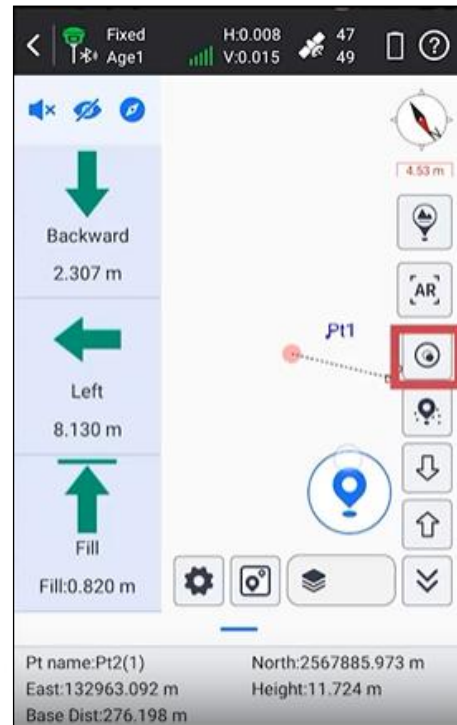 Fixed
Age1
H:0.008
V:0.015
47
49
?
N
4.53 m
Backward
2.307 m
AR
Pt1
Left
8.130 m
Fill
Fill:0.820 m
Pt name:Pt2(1)
North:2567885.973 m
East:132963.092 m
Height:11.724 m
Base Dist:276.198 m